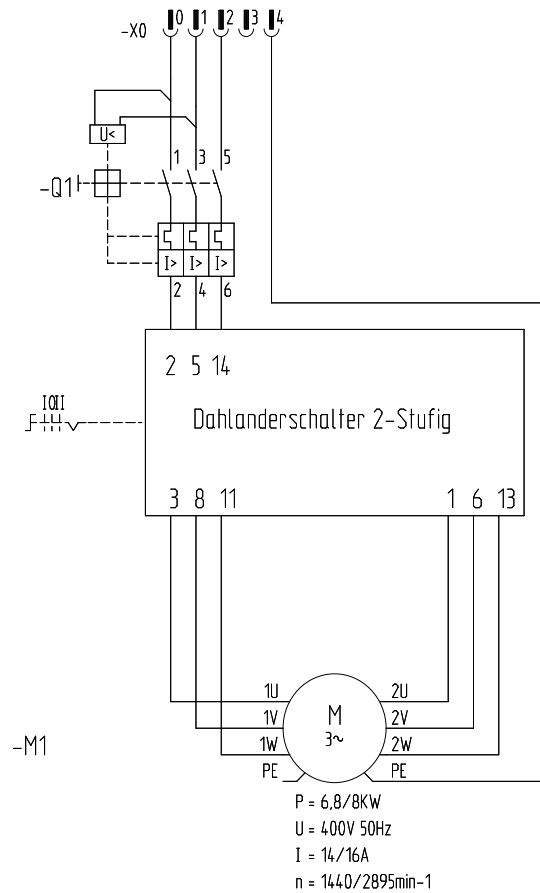 -X0 0 1 2 3 4
U<
1 3 5
-Q1
I> I> I>
2 4 6
2 5 14
I0II
Dahlanderschalter 2-Stufig
3 8 11 1 6 13
1U 2U
M
1V 2V
3~
1W 2W
-M1
PE PE
P = 6,8/8KW
U = 400V 50Hz
I = 14/16A
n = 1440/2895min-1